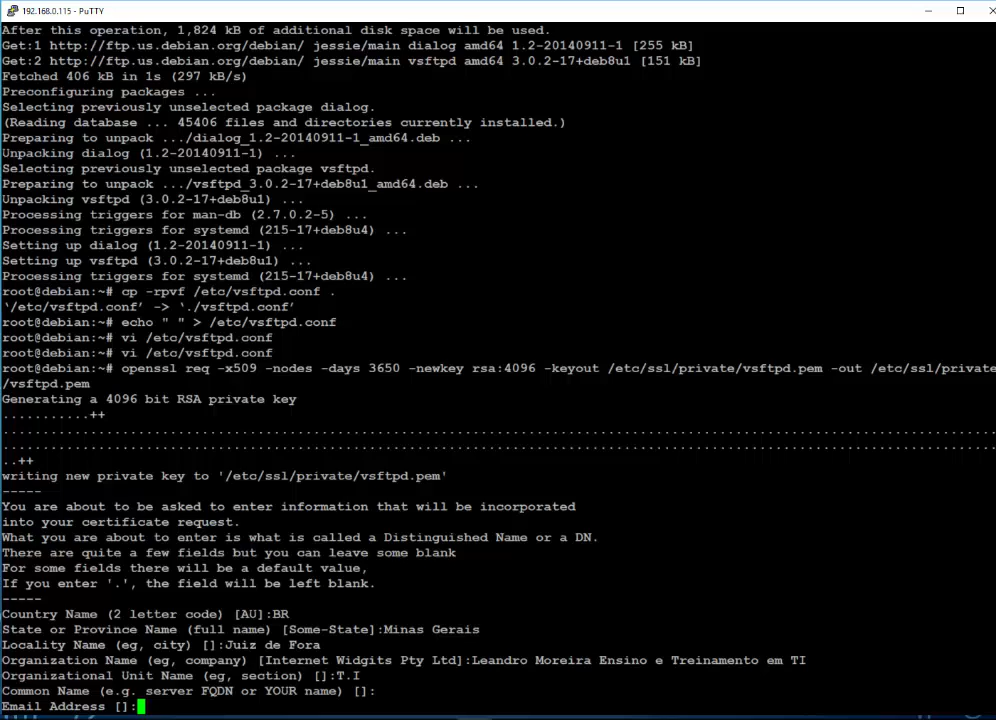 192.168.0.115 - PuTTY
After this operation, 1,824 kB of additional disk space will be used.
Get:1 http://ftp.us.debian.org/debian/ jessie/main dialog amd64 1.2-20140911-1 [255 kB]
Get:2 http://ftp.us.debian.org/debian/ jessie/main vsftpd amd64 3.0.2-17+deb8u1 [151 kB]
Fetched 406 kB in 1s (297 kB/s)
Preconfiguring packages ...
Selecting previously unselected package dialog.
(Reading database ... 45406 files and directories currently installed.)
Preparing to unpack .../dialog_1.2-20140911-1_amd64.deb ...
Unpacking dialog (1.2-20140911-1) ...
Selecting previously unselected package vsftpd.
Preparing to unpack .../vsftpd_3.0.2-17+deb8u1_amd64.deb ...
Unpacking vsftpd (3.0.2-17+deb8u1) ...
Processing triggers for man-db (2.7.0.2-5) ...
Processing triggers for systemd (215-17+deb8u4) ...
Setting up dialog (1.2-20140911-1) ...
Setting up vsftpd (3.0.2-17+deb8u1) ...
Processing triggers for systemd (215-17+deb8u4) ...
root@debian:~# cp -rpvf /etc/vsftpd.conf .
‘/etc/vsftpd.conf’ -> ‘./vsftpd.conf’
root@debian:~# echo " " > /etc/vsftpd.conf
root@debian:~# vi /etc/vsftpd.conf
root@debian:~# vi /etc/vsftpd.conf
root@debian:~# openssl req -x509 -nodes -days 3650 -newkey rsa:4096 -keyout /etc/ssl/private/vsftpd.pem -out /etc/ssl/private
/vsftpd.pem
Generating a 4096 bit RSA private key
...........++
.............................................................................................................................
.............................................................................................................................
..++
writing new private key to '/etc/ssl/private/vsftpd.pem'
-----
You are about to be asked to enter information that will be incorporated
into your certificate request.
What you are about to enter is what is called a Distinguished Name or a DN.
There are quite a few fields but you can leave some blank
For some fields there will be a default value,
If you enter '.', the field will be left blank.
-----
Country Name (2 letter code) [AU]:BR
State or Province Name (full name) [Some-State]:Minas Gerais
Locality Name (eg, city) []:Juiz de Fora
Organization Name (eg, company) [Internet Widgits Pty Ltd]:Leandro Moreira Ensino e Treinamento em TI
Organizational Unit Name (eg, section) []:T.I
Common Name (e.g. server FQDN or YOUR name) []:
Email Address []: